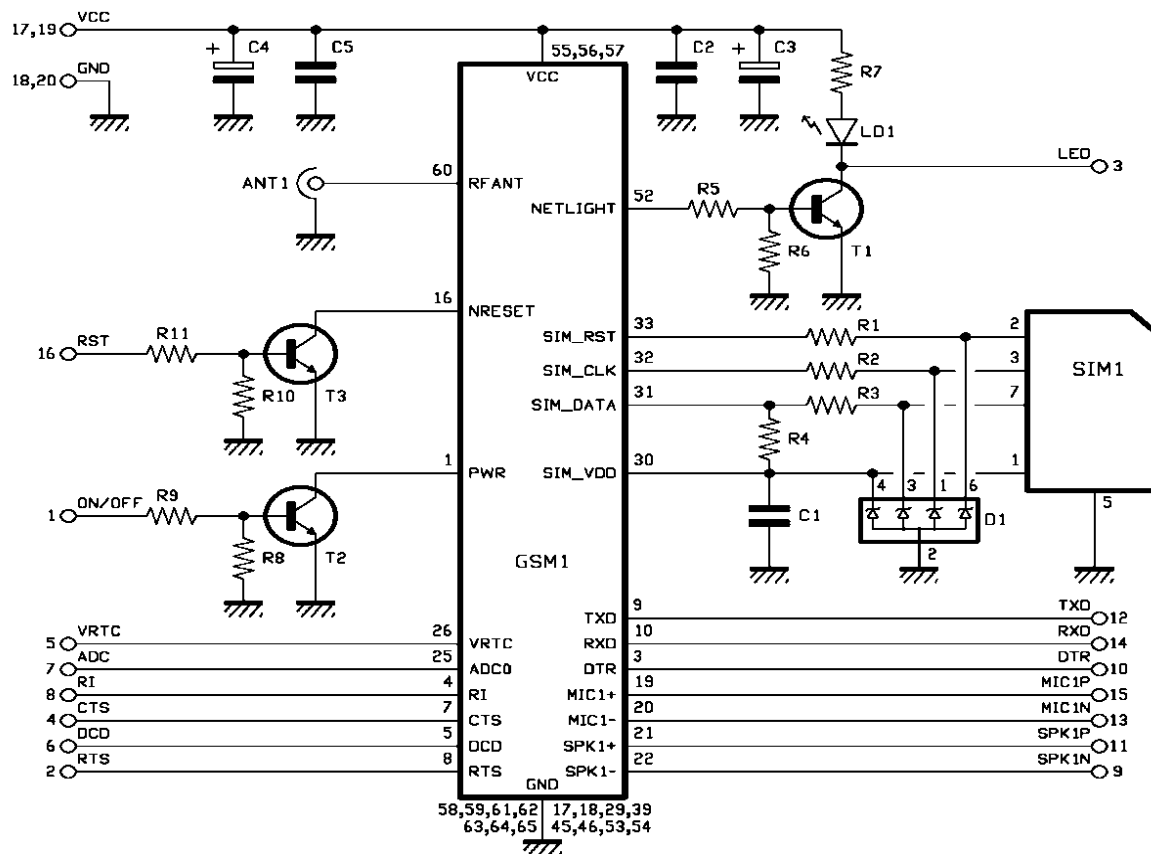 VCC
17,19
GND
18,20
+ C4
C5
55,56,57
VCC
C2
+ C3
R7
LD1
LED
3
ANT1
60
RFANT
NETLIGHT
52
R5
R6
T1
16
NRESET
RST
16
R11
R10
T3
SIM_RST
33
R1
2
SIM_CLK
32
R2
3
SIM1
SIM_DATA
31
R3
7
R4
1
PWR
SIM_VDD
30
1
4 3 1 6
5
ON/OFF
1
R9
R8
T2
C1
D1
2
GSM1
TXD
9
TXD
12
RXD
10
RXD
14
VRTC
5
26
VRTC
DTR
3
DTR
10
ADC
7
25
ADC0
MIC1+
19
MIC1P
15
RI
8
4
RI
MIC1-
20
MIC1N
13
CTS
4
7
CTS
SPK1+
21
SPK1P
11
DCD
6
5
DCD
SPK1-
22
SPK1N
9
RTS
2
8
RTS
GND
58,59,61,62
63,64,65
17,18,29,39
45,46,53,54